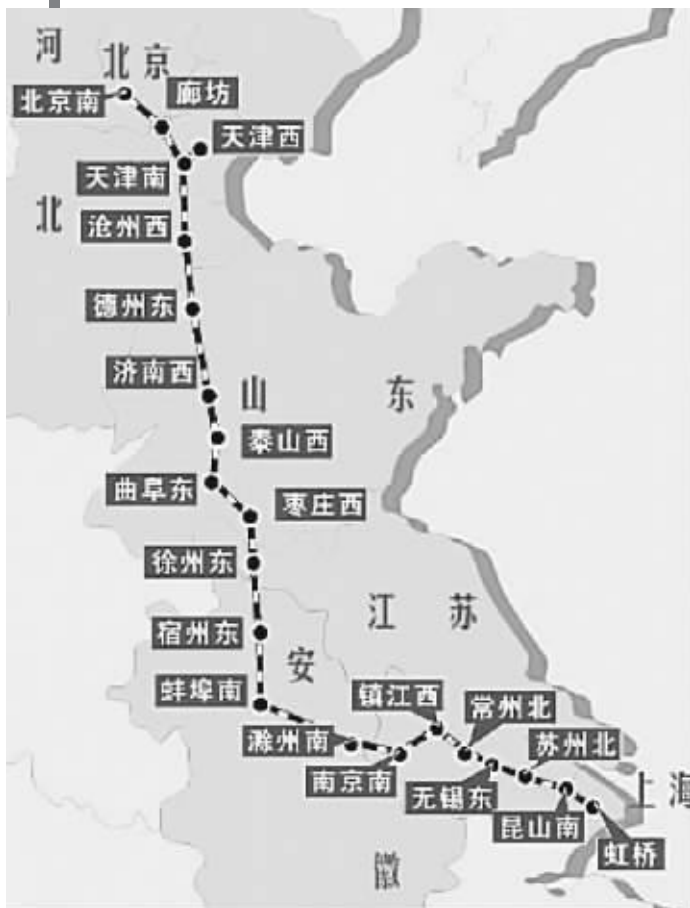 河
北京
北京南
廊坊
天津西
天津南
北
沧州西
德州东
济南西
山 东
泰山西
曲阜东
枣庄西
徐州东
江 苏
宿州东
安
蚌埠南
镇江西
常州北
滁州南
苏州北
南京南
无锡东
上海
昆山南
虹桥
徽